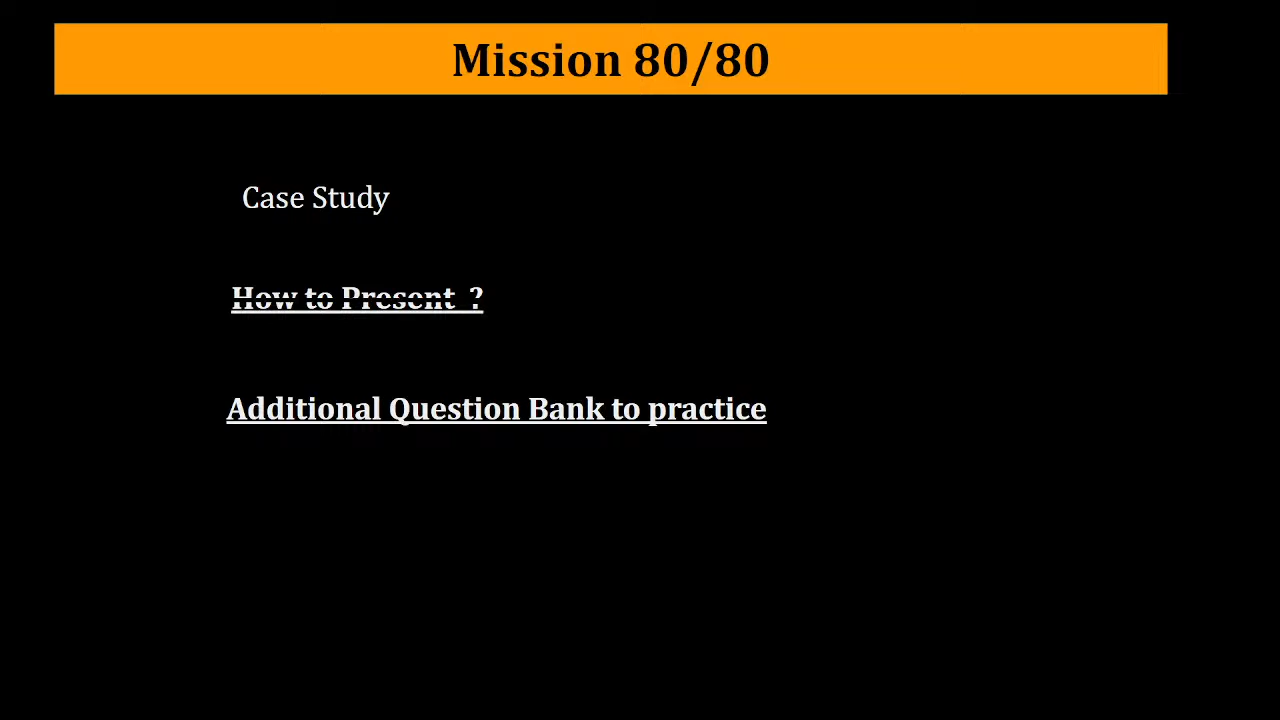 Mission 80/80
Case Study
How to Present ?
Additional Question Bank to practice